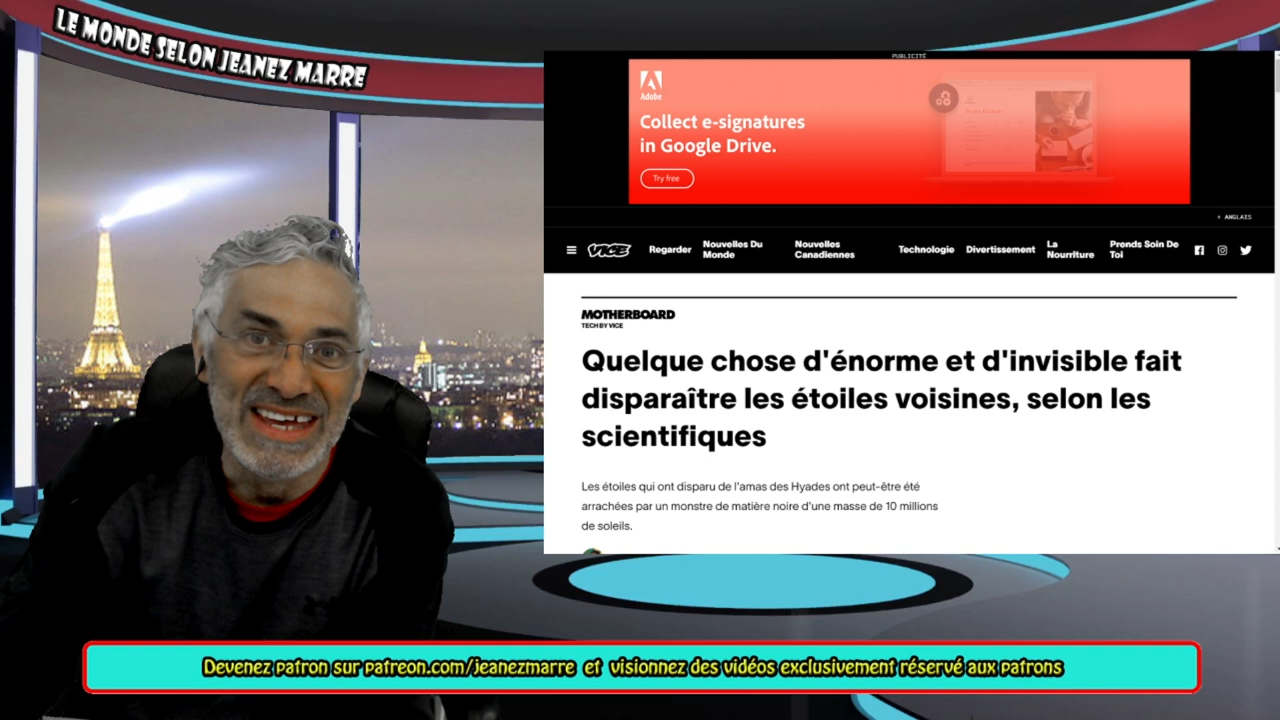 LE MONDE SELON JEANEZ MARRE
PUBLICITÉ
Adobe
Collect e-signatures
in Google Drive.
Try free
+ ANGLAIS
VICE
Regarder
Nouvelles Du
Monde
Nouvelles
Canadiennes
Technologie
Divertissement
La
Nourriture
Prends Soin De
Toi
MOTHERBOARD
TECH BY VICE
Quelque chose d'énorme et d'invisible fait
disparaître les étoiles voisines, selon les
scientifiques
Les étoiles qui ont disparu de l'amas des Hyades ont peut-être été
arrachées par un monstre de matière noire d'une masse de 10 millions
de soleils.
Devenez patron sur patreon.com/jeanezmarre et visionnez des vidéos exclusivement réservé aux patrons